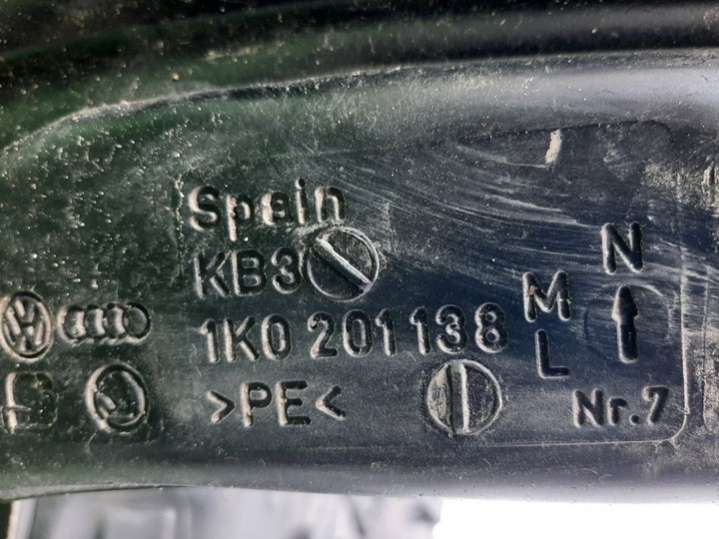 Spain
KB3
1K0 201 138
>PE<
M
L
N
Nr.7